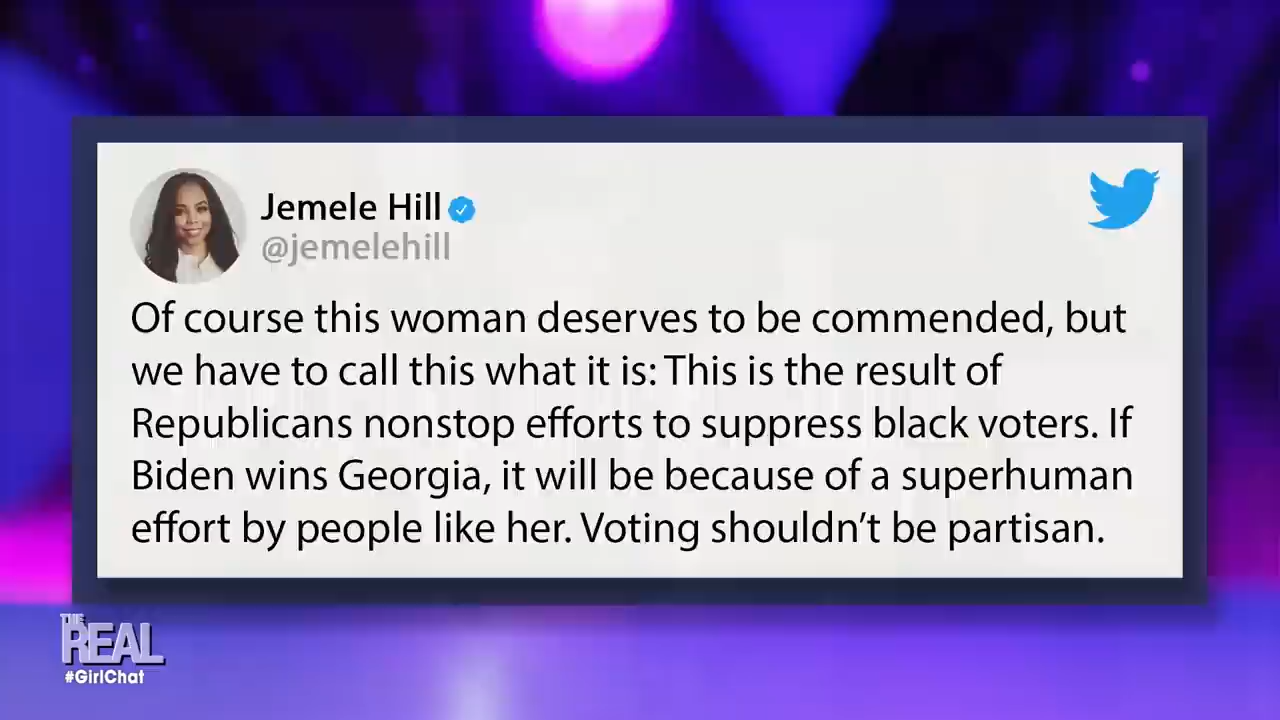 Jemele Hill
@jemelehill
Of course this woman deserves to be commended, but
we have to call this what it is: This is the result of
Republicans nonstop efforts to suppress black voters. If
Biden wins Georgia, it will be because of a superhuman
effort by people like her. Voting shouldn’t be partisan.
THE
REAL
#GirlChat